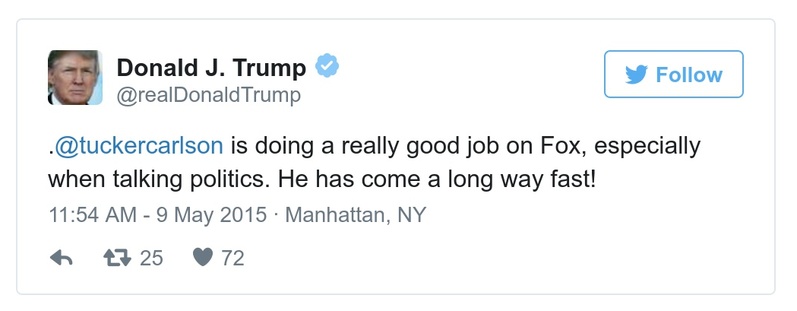 Donald J. Trump
@realDonaldTrump
Follow
.@tuckercarlson is doing a really good job on Fox, especially
when talking politics. He has come a long way fast!
11:54 AM - 9 May 2015 · Manhattan, NY
25 72